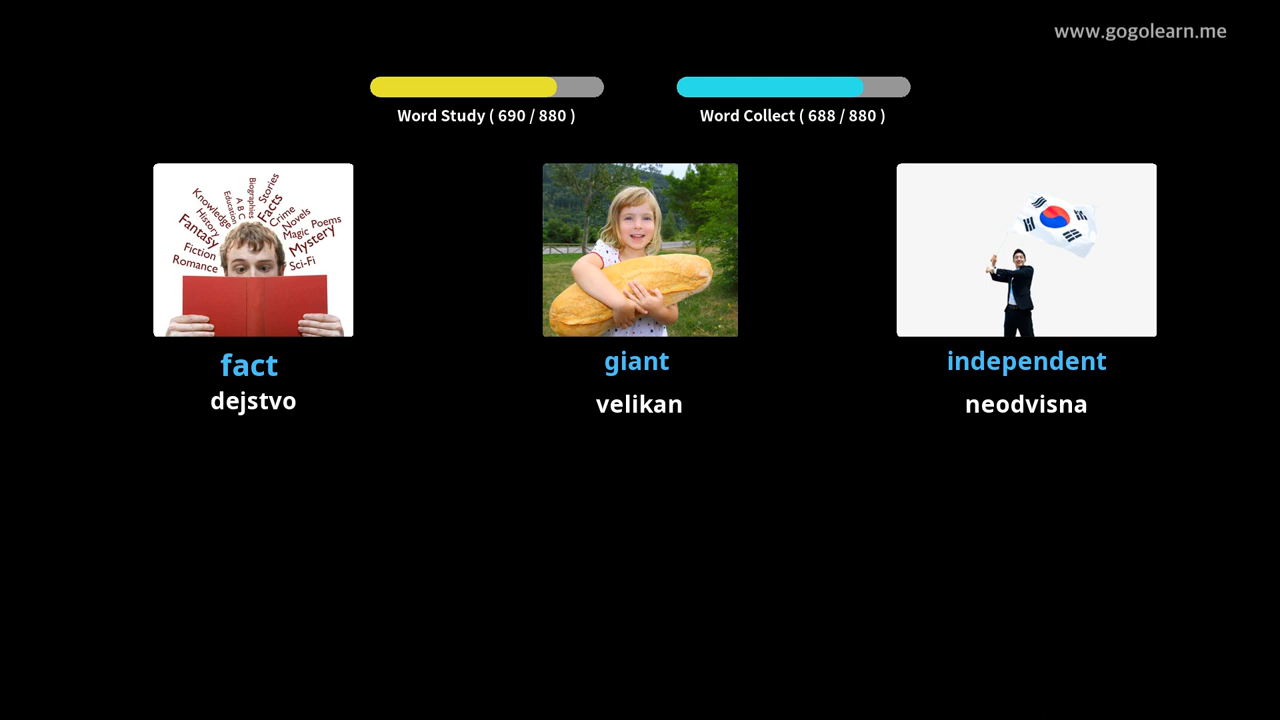 www.gogolearn.me
Word Study ( 690 / 880 )
Word Collect ( 688 / 880 )
Knowledge
History
Education
A B C
Biographies
Stories
Facts
Crime
Novels
Magic
Poems
Mystery
Sci-Fi
Fantasy
Fiction
Romance
fact
dejstvo
giant
velikan
independent
neodvisna